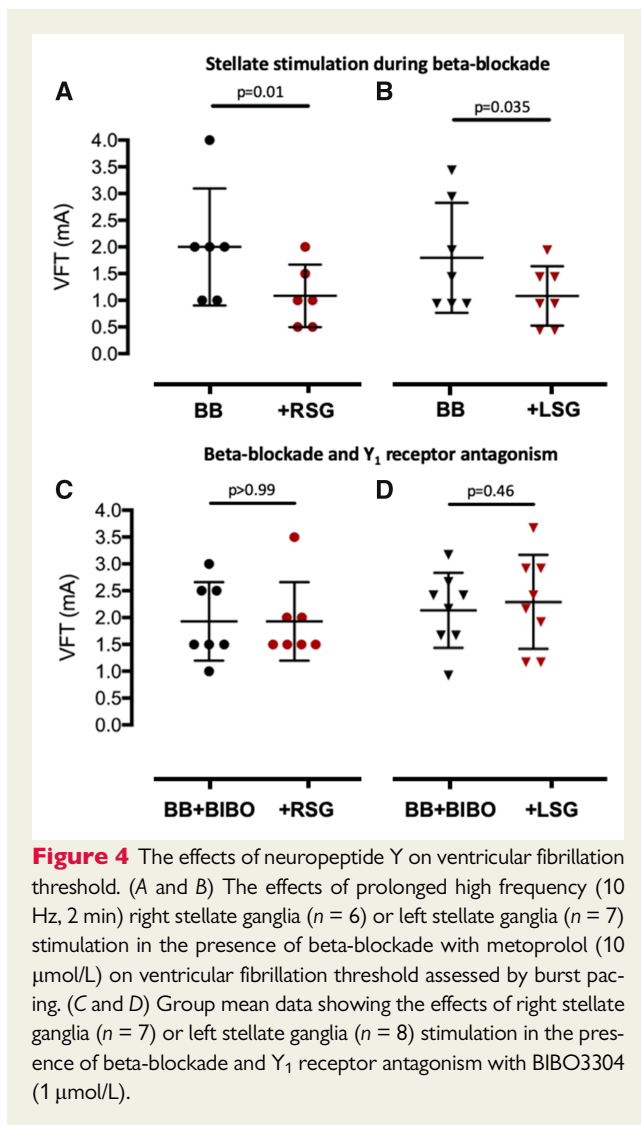 Stellate stimulation during beta-blockade
A
B
p=0.01
p=0.035
VFT (mA)
4.0
3.5
3.0
2.5
2.0
1.5
1.0
0.5
0.0
BB
+RSG
BB
+LSG
Beta-blockade and Y₁ receptor antagonism
C
D
p>0.99
p=0.46
VFT (mA)
4.0
3.5
3.0
2.5
2.0
1.5
1.0
0.5
0.0
BB+BIBO
+RSG
BB+BIBO
+LSG
Figure 4 The effects of neuropeptide Y on ventricular fibrillation
threshold. (A and B) The effects of prolonged high frequency (10
Hz, 2 min) right stellate ganglia (n = 6) or left stellate ganglia (n = 7)
stimulation in the presence of beta-blockade with metoprolol (10
μmol/L) on ventricular fibrillation threshold assessed by burst pac-
ing. (C and D) Group mean data showing the effects of right stellate
ganglia (n = 7) or left stellate ganglia (n = 8) stimulation in the pres-
ence of beta-blockade and Y₁ receptor antagonism with BIBO3304
(1 μmol/L).